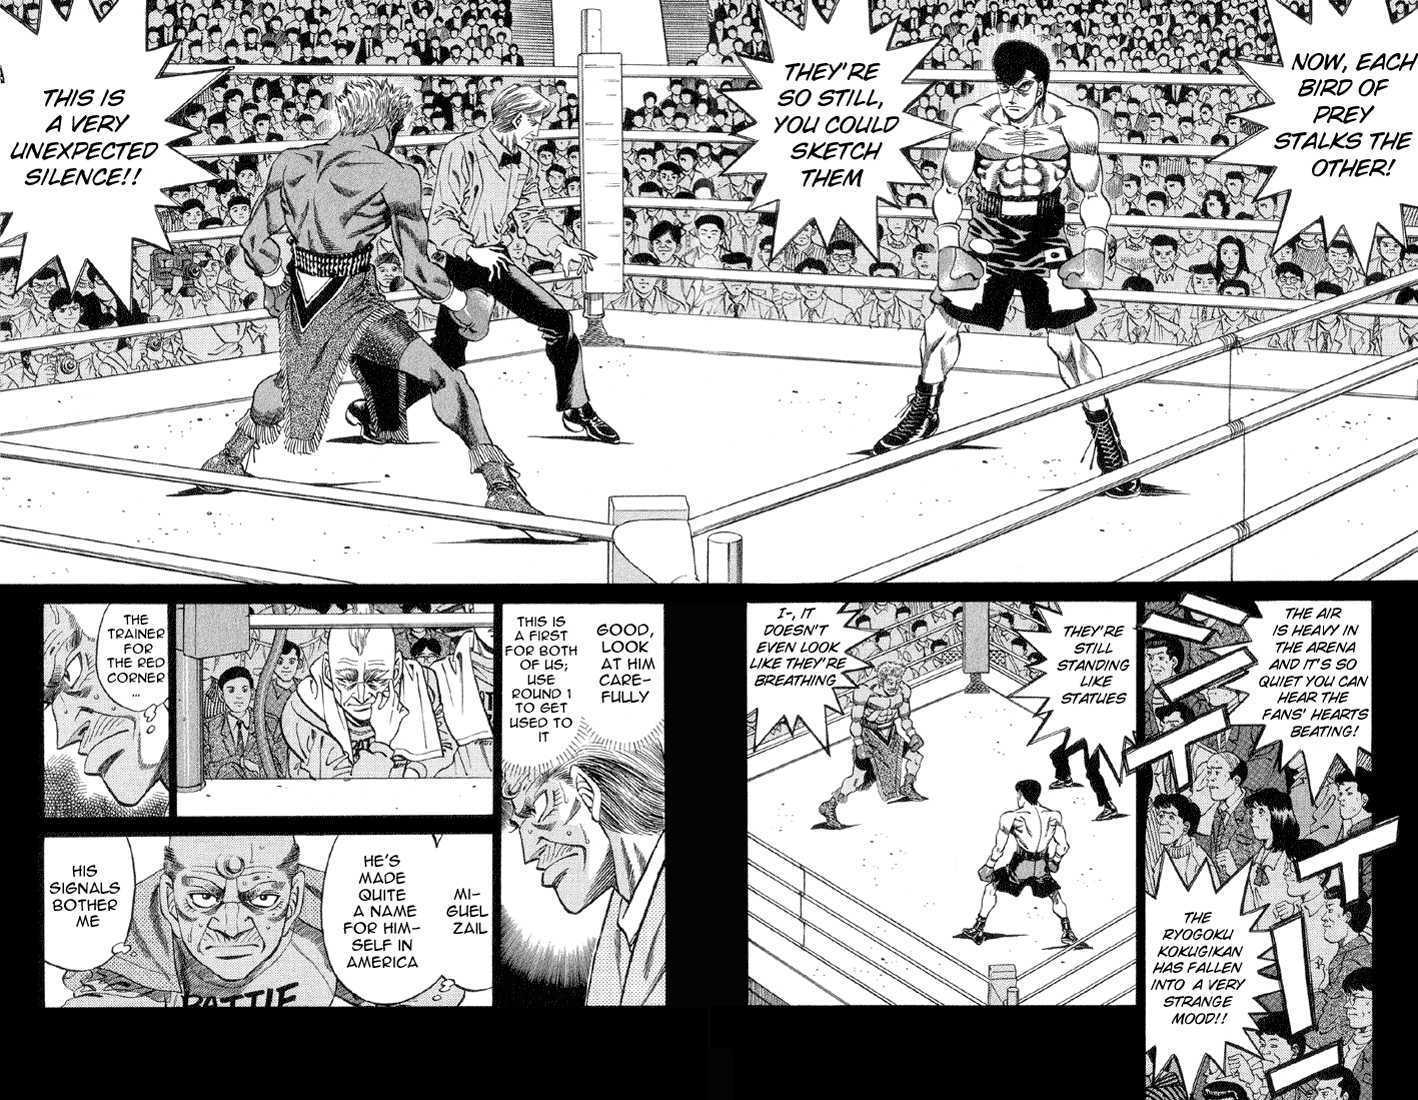 NOW, EACH
BIRD OF
PREY
STALKS THE
OTHER!
THEY'RE
SO STILL,
YOU COULD
SKETCH
THEM
THIS IS
A VERY
UNEXPECTED
SILENCE!!
THE AIR
IS HEAVY IN
THE ARENA
AND IT'S SO
QUIET YOU CAN
HEAR THE
FANS' HEARTS
BEATING!
THE
RYOGOKU
KOKUGIKAN
HAS FALLEN
INTO A VERY
STRANGE
MOOD!!
THEY'RE
STILL
STANDING
LIKE
STATUES
I-, IT
DOESN'T
EVEN LOOK
LIKE THEY'RE
BREATHING
GOOD,
LOOK
AT HIM
CARE-
FULLY
THIS IS
A FIRST
FOR BOTH
OF US;
USE
ROUND 1
TO GET
USED TO
IT
THE
TRAINER
FOR
THE RED
CORNER
...
MI-
GUEL
ZAIL
HE'S
MADE
QUITE
A NAME
FOR HIM-
SELF IN
AMERICA
HIS
SIGNALS
BOTHER
ME
BATTLE